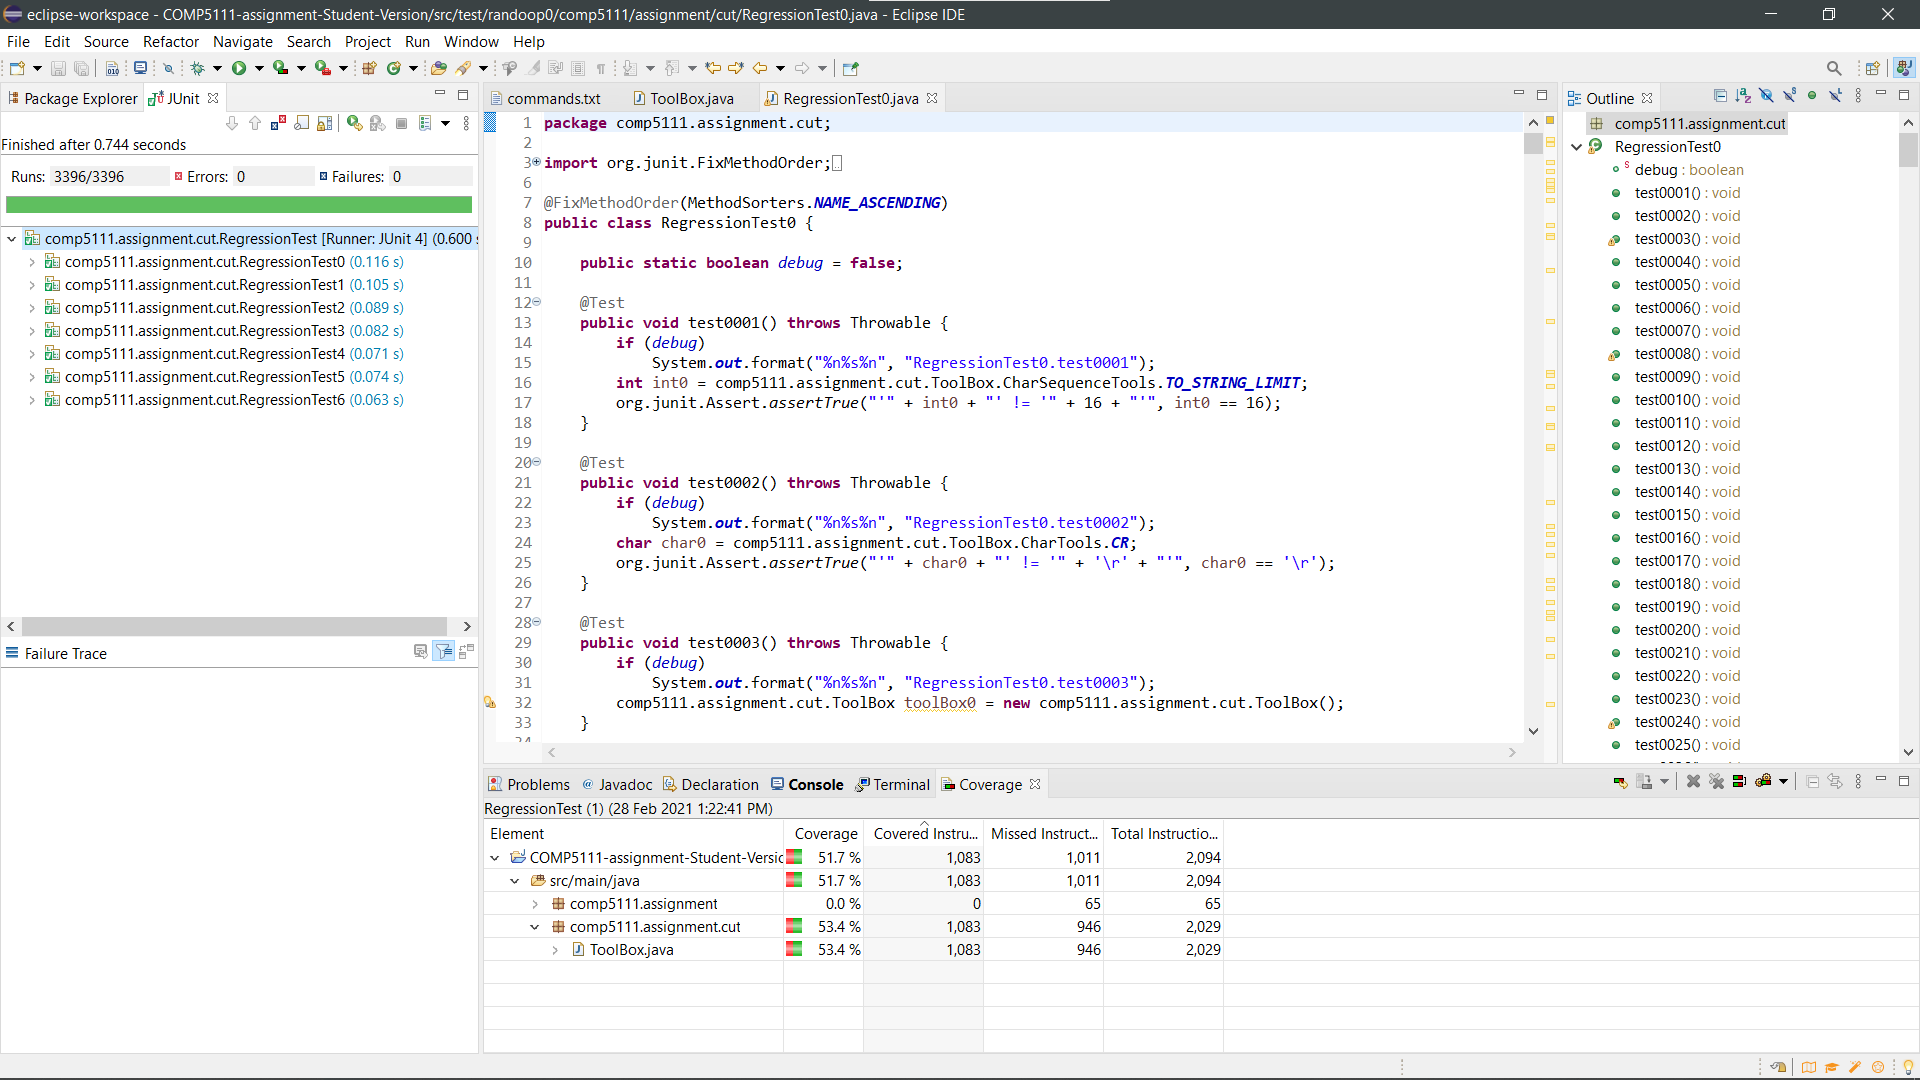 eclipse-workspace - COMP5111-assignment-Student-Version/src/test/randoop0/comp5111/assignment/cut/RegressionTest0.java - Eclipse IDE
File Edit Source Refactor Navigate Search Project Run Window Help
Package Explorer JUnit
Finished after 0.744 seconds
Runs: 3396/3396 Errors: 0 Failures: 0
comp5111.assignment.cut.RegressionTest [Runner: JUnit 4] (0.600 s
comp5111.assignment.cut.RegressionTest0 (0.116 s)
comp5111.assignment.cut.RegressionTest1 (0.105 s)
comp5111.assignment.cut.RegressionTest2 (0.089 s)
comp5111.assignment.cut.RegressionTest3 (0.082 s)
comp5111.assignment.cut.RegressionTest4 (0.071 s)
comp5111.assignment.cut.RegressionTest5 (0.074 s)
comp5111.assignment.cut.RegressionTest6 (0.063 s)
Failure Trace
commands.txt ToolBox.java RegressionTest0.java
1 package comp5111.assignment.cut;
2
3 import org.junit.FixMethodOrder;
6
7 @FixMethodOrder(MethodSorters.NAME_ASCENDING)
8 public class RegressionTest0 {
9
10 public static boolean debug = false;
11
12 @Test
13 public void test0001() throws Throwable {
14 if (debug)
15 System.out.format("%n%s%n", "RegressionTest0.test0001");
16 int int0 = comp5111.assignment.cut.ToolBox.CharSequenceTools.TO_STRING_LIMIT;
17 org.junit.Assert.assertTrue("'" + int0 + "' != '" + 16 + "'", int0 == 16);
18 }
19
20 @Test
21 public void test0002() throws Throwable {
22 if (debug)
23 System.out.format("%n%s%n", "RegressionTest0.test0002");
24 char char0 = comp5111.assignment.cut.ToolBox.CharTools.CR;
25 org.junit.Assert.assertTrue("'" + char0 + "' != '" + '\r' + "'", char0 == '\r');
26 }
27
28 @Test
29 public void test0003() throws Throwable {
30 if (debug)
31 System.out.format("%n%s%n", "RegressionTest0.test0003");
32 comp5111.assignment.cut.ToolBox toolBox0 = new comp5111.assignment.cut.ToolBox();
33 }
Outline
comp5111.assignment.cut
RegressionTest0
debug : boolean
test0001() : void
test0002() : void
test0003() : void
test0004() : void
test0005() : void
test0006() : void
test0007() : void
test0008() : void
test0009() : void
test0010() : void
test0011() : void
test0012() : void
test0013() : void
test0014() : void
test0015() : void
test0016() : void
test0017() : void
test0018() : void
test0019() : void
test0020() : void
test0021() : void
test0022() : void
test0023() : void
test0024() : void
test0025() : void
Problems Javadoc Declaration Console Terminal Coverage
RegressionTest (1) (28 Feb 2021 1:22:41 PM)
Element Coverage Covered Instru... Missed Instruct... Total Instructio...
COMP5111-assignment-Student-Versic 51.7 % 1,083 1,011 2,094
src/main/java 51.7 % 1,083 1,011 2,094
comp5111.assignment 0.0 % 0 65 65
comp5111.assignment.cut 53.4 % 1,083 946 2,029
ToolBox.java 53.4 % 1,083 946 2,029